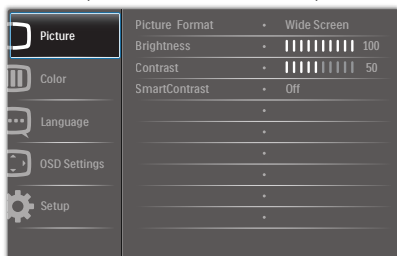 Picture
Color
Language
OSD Settings
Setup
Picture Format • Wide Screen
Brightness • 100
Contrast • 50
SmartContrast • Off
•
•
•
•
•
•